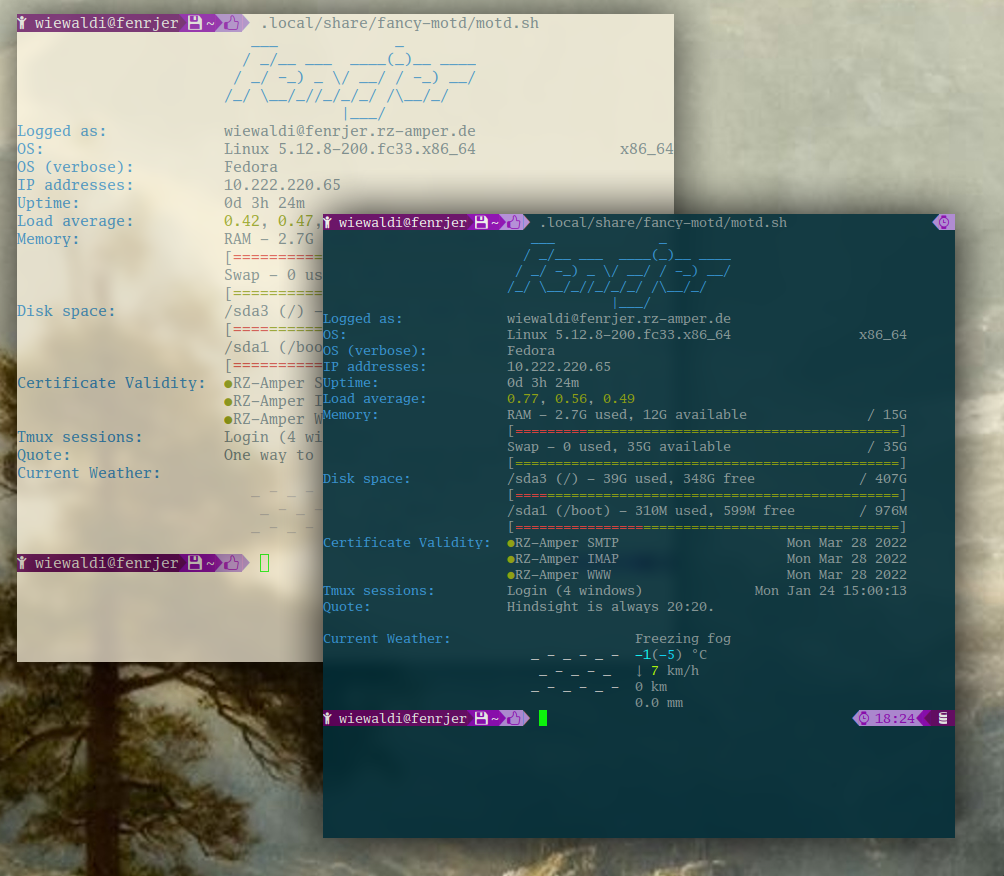 wiewaldi@fenrjer ~ .local/share/fancy-motd/motd.sh
Logged as: wiewaldi@fenrjer.rz-amper.de
OS: Linux 5.12.8-200.fc33.x86_64 x86_64
OS (verbose): Fedora
IP addresses: 10.222.220.65
Uptime: 0d 3h 24m
Load average: 0.42, 0.47,
Memory: RAM – 2.7G
Swap – 0 us
Disk space: /sda3 (/) –
/sda1 (/boo
Certificate Validity: ●RZ-Amper S
●RZ-Amper I
●RZ-Amper W
Tmux sessions: Login (4 wi
Quote: One way to
Current Weather:
_ - _ -
_ - _
_ - _ -
wiewaldi@fenrjer ~
wiewaldi@fenrjer ~ .local/share/fancy-motd/motd.sh
Logged as: wiewaldi@fenrjer.rz-amper.de
OS: Linux 5.12.8-200.fc33.x86_64 x86_64
OS (verbose): Fedora
IP addresses: 10.222.220.65
Uptime: 0d 3h 24m
Load average: 0.77, 0.56, 0.49
Memory: RAM – 2.7G used, 12G available / 15G
Swap – 0 used, 35G available / 35G
Disk space: /sda3 (/) – 39G used, 348G free / 407G
/sda1 (/boot) – 310M used, 599M free / 976M
Certificate Validity: ●RZ-Amper SMTP Mon Mar 28 2022
●RZ-Amper IMAP Mon Mar 28 2022
●RZ-Amper WWW Mon Mar 28 2022
Tmux sessions: Login (4 windows) Mon Jan 24 15:00:13
Quote: Hindsight is always 20:20.
Current Weather: Freezing fog
_ - _ - _ - -1(-5) °C
_ - _ - _ ↓ 7 km/h
_ - _ - _ - 0 km
0.0 mm
wiewaldi@fenrjer ~ 18:24